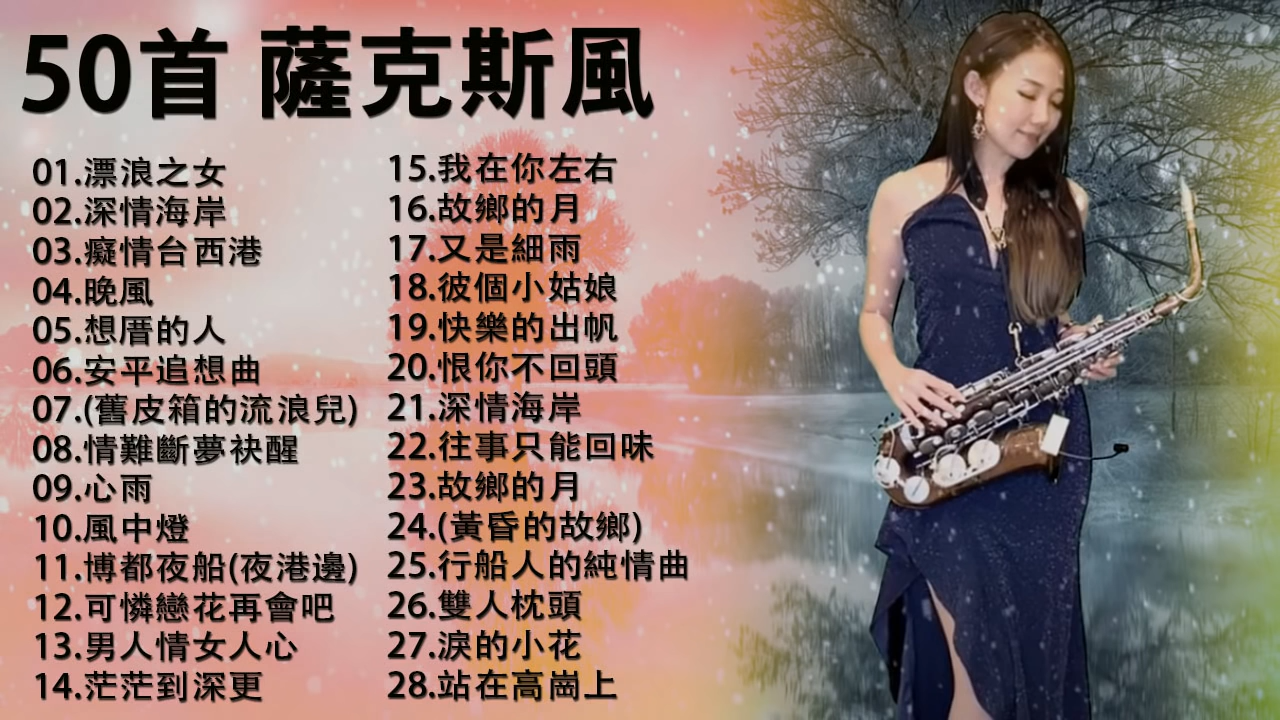 50首 薩克斯風
01.漂浪之女
02.深情海岸
03.癡情台西港
04.晚風
05.想厝的人
06.安平追想曲
07.(舊皮箱的流浪兒)
08.情難斷夢袂醒
09.心雨
10.風中燈
11.博都夜船(夜港邊)
12.可憐戀花再會吧
13.男人情女人心
14.茫茫到深更
15.我在你左右
16.故鄉的月
17.又是細雨
18.彼個小姑娘
19.快樂的出帆
20.恨你不回頭
21.深情海岸
22.往事只能回味
23.故鄉的月
24.(黃昏的故鄉)
25.行船人的純情曲
26.雙人枕頭
27.淚的小花
28.站在高崗上